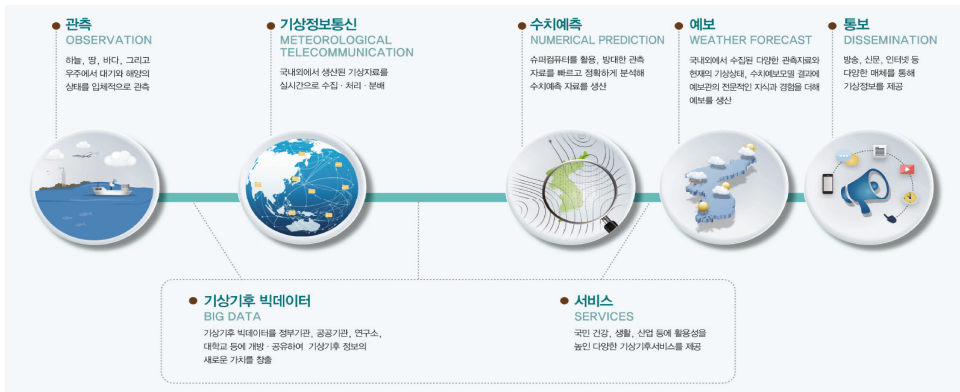 관측
OBSERVATION
하늘, 땅, 바다, 그리고
우주에서 대기와 해양의
상태를 입체적으로 관측
기상정보통신
METEOROLOGICAL
TELECOMMUNICATION
국내외에서 생산된 기상자료를
실시간으로 수집 · 처리 · 분배
수치예측
NUMERICAL PREDICTION
슈퍼컴퓨터를 활용, 방대한 관측
자료를 빠르고 정확하게 분석해
수치예측 자료를 생산
예보
WEATHER FORECAST
국내외에서 수집된 다양한 관측자료와
현재의 기상상태, 수치예보모델 결과에
예보관의 전문적인 지식과 경험을 더해
예보를 생산
통보
DISSEMINATION
방송, 신문, 인터넷 등
다양한 매체를 통해
기상정보를 제공
기상기후 빅데이터
BIG DATA
기상기후 빅데이터를 정부기관, 공공기관, 연구소,
대학교 등에 개방 · 공유하여 기상기후 정보의
새로운 가치를 창출
서비스
SERVICES
국민 건강, 생활, 산업 등에 활용성을
높인 다양한 기상기후서비스를 제공